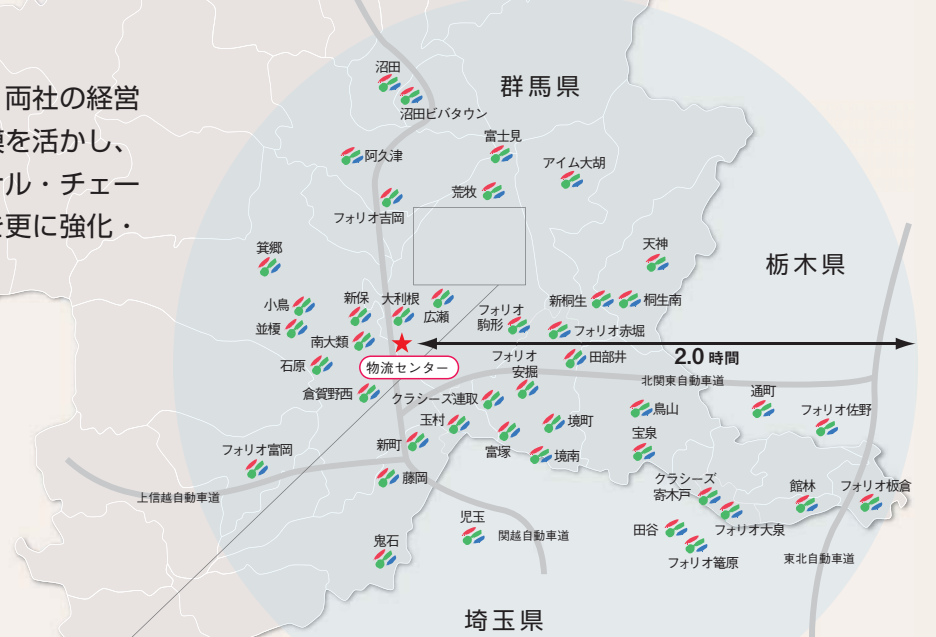 両社の経営
模を活かし、
ナル・チェー
を更に強化・
群馬県
栃木県
埼玉県
沼田
沼田ビバタウン
富士見
阿久津
アイム大胡
荒牧
フォリオ吉岡
箕郷
天神
小鳥
新保
大利根
広瀬
新桐生
桐生南
並榎
フォリオ
駒形
フォリオ赤堀
南大類
石原
物流センター
2.0 時間
フォリオ
安掘
田部井
北関東自動車道
倉賀野西
クラシーズ連取
玉村
境町
鳥山
通町
フォリオ佐野
新町
富塚
境南
宝泉
フォリオ富岡
藤岡
上信越自動車道
クラシーズ
寄木戸
館林
フォリオ板倉
児玉
関越自動車道
田谷
フォリオ大泉
鬼石
フォリオ篭原
東北自動車道